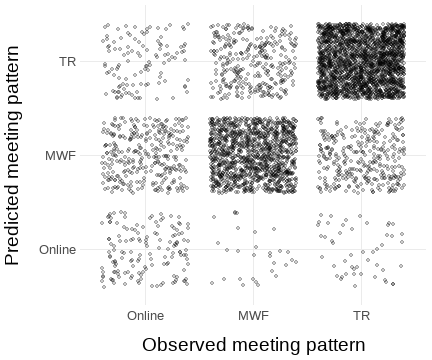 Predicted meeting pattern
TR
MWF
Online
Online MWF TR
Observed meeting pattern